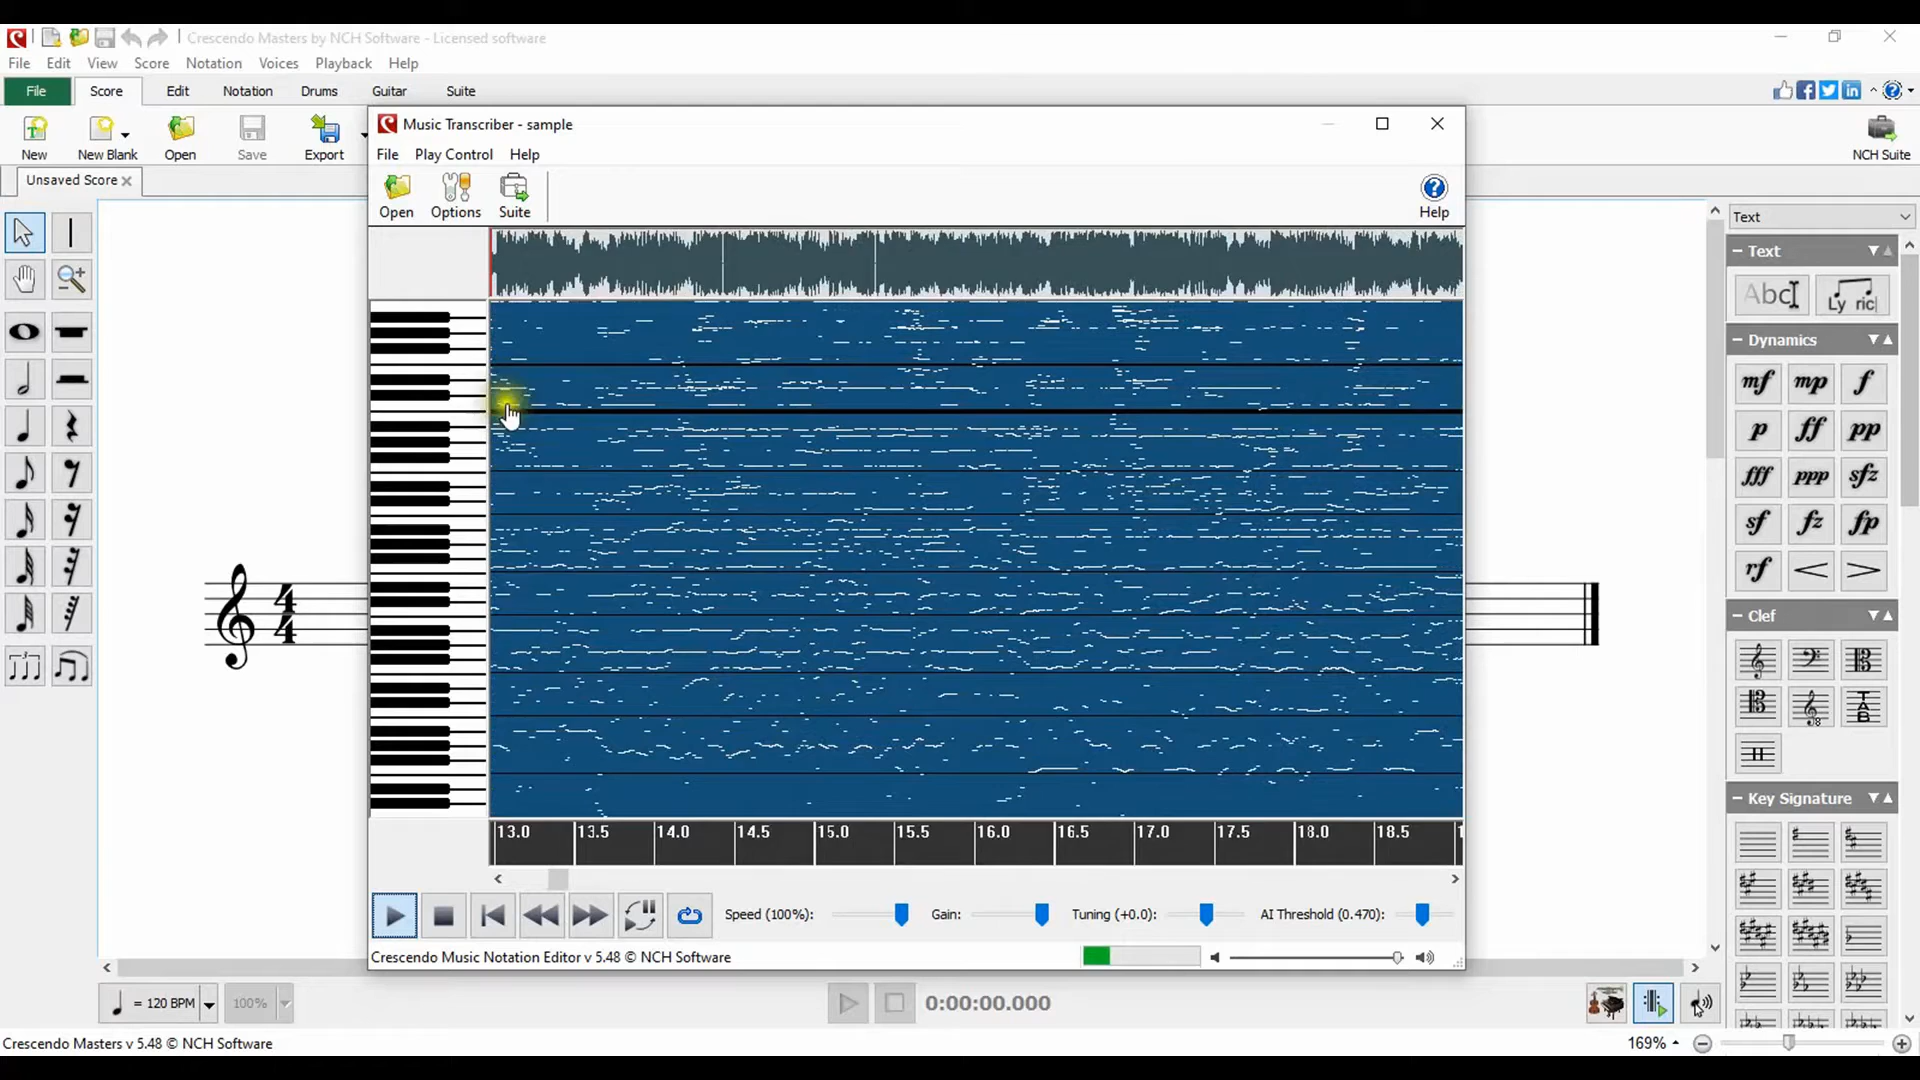 Crescendo Masters by NCH Software - Licensed software
File Edit View Score Notation Voices Playback Help
File Score Edit Notation Drums Guitar Suite
New New Blank Open Save Export NCH Suite
Unsaved Score
Music Transcriber - sample
File Play Control Help
Open Options Suite Help
Text
Text
Abc Ly ric
Dynamics
mf mp f
p ff pp
fff ppp sfz
sf fz fp
rf
Clef
TAB
Key Signature
4
4
13.0 13.5 14.0 14.5 15.0 15.5 16.0 16.5 17.0 17.5 18.0 18.5
Speed (100%): Gain: Tuning (+0.0): AI Threshold (0.470):
Crescendo Music Notation Editor v 5.48 © NCH Software
= 120 BPM 100% 0:00:00.000
Crescendo Masters v 5.48 © NCH Software 169%